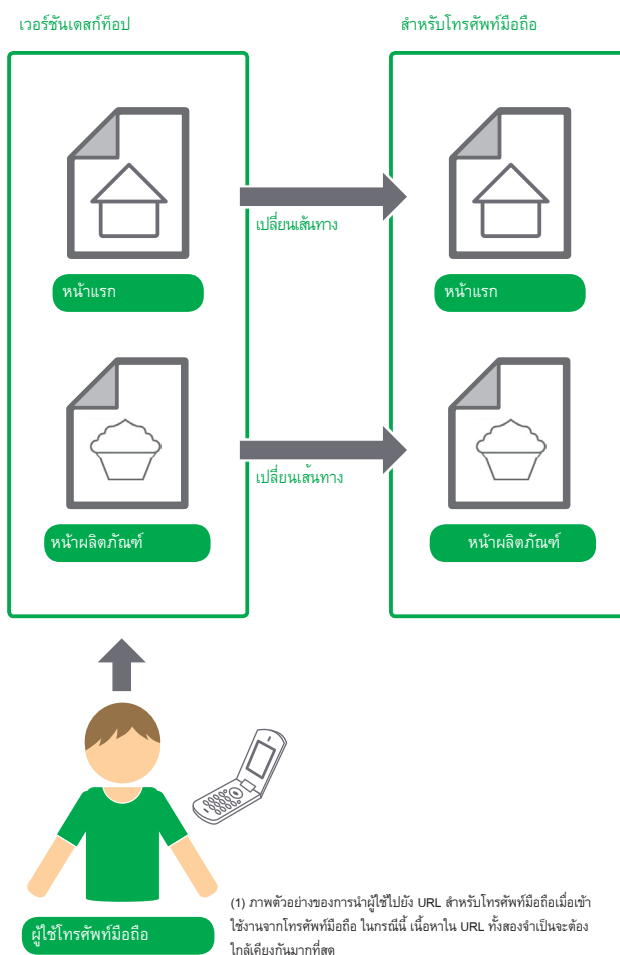 เวอร์ชันเดสก์ท็อป
สำหรับโทรศัพท์มือถือ
เปลี่ยนเส้นทาง
หน้าแรก
หน้าแรก
เปลี่ยนเส้นทาง
หน้าผลิตภัณฑ์
หน้าผลิตภัณฑ์
(1) ภาพตัวอย่างของการนำผู้ใช้ไปยัง URL สำหรับโทรศัพท์มือถือเมื่อเข้า
ใช้งานจากโทรศัพท์มือถือ ในกรณีนี้ เนื้อหาใน URL ทั้งสองจำเป็นจะต้อง
ใกล้เคียงกันมากที่สุด
ผู้ใช้โทรศัพท์มือถือ